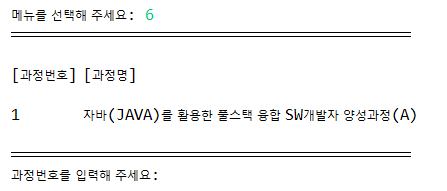 메뉴를 선택해 주세요: 6
[과정번호] [과정명]
1 자바(JAVA)를 활용한 풀스택 융합 SW개발자 양성과정(A)
과정번호를 입력해 주세요: